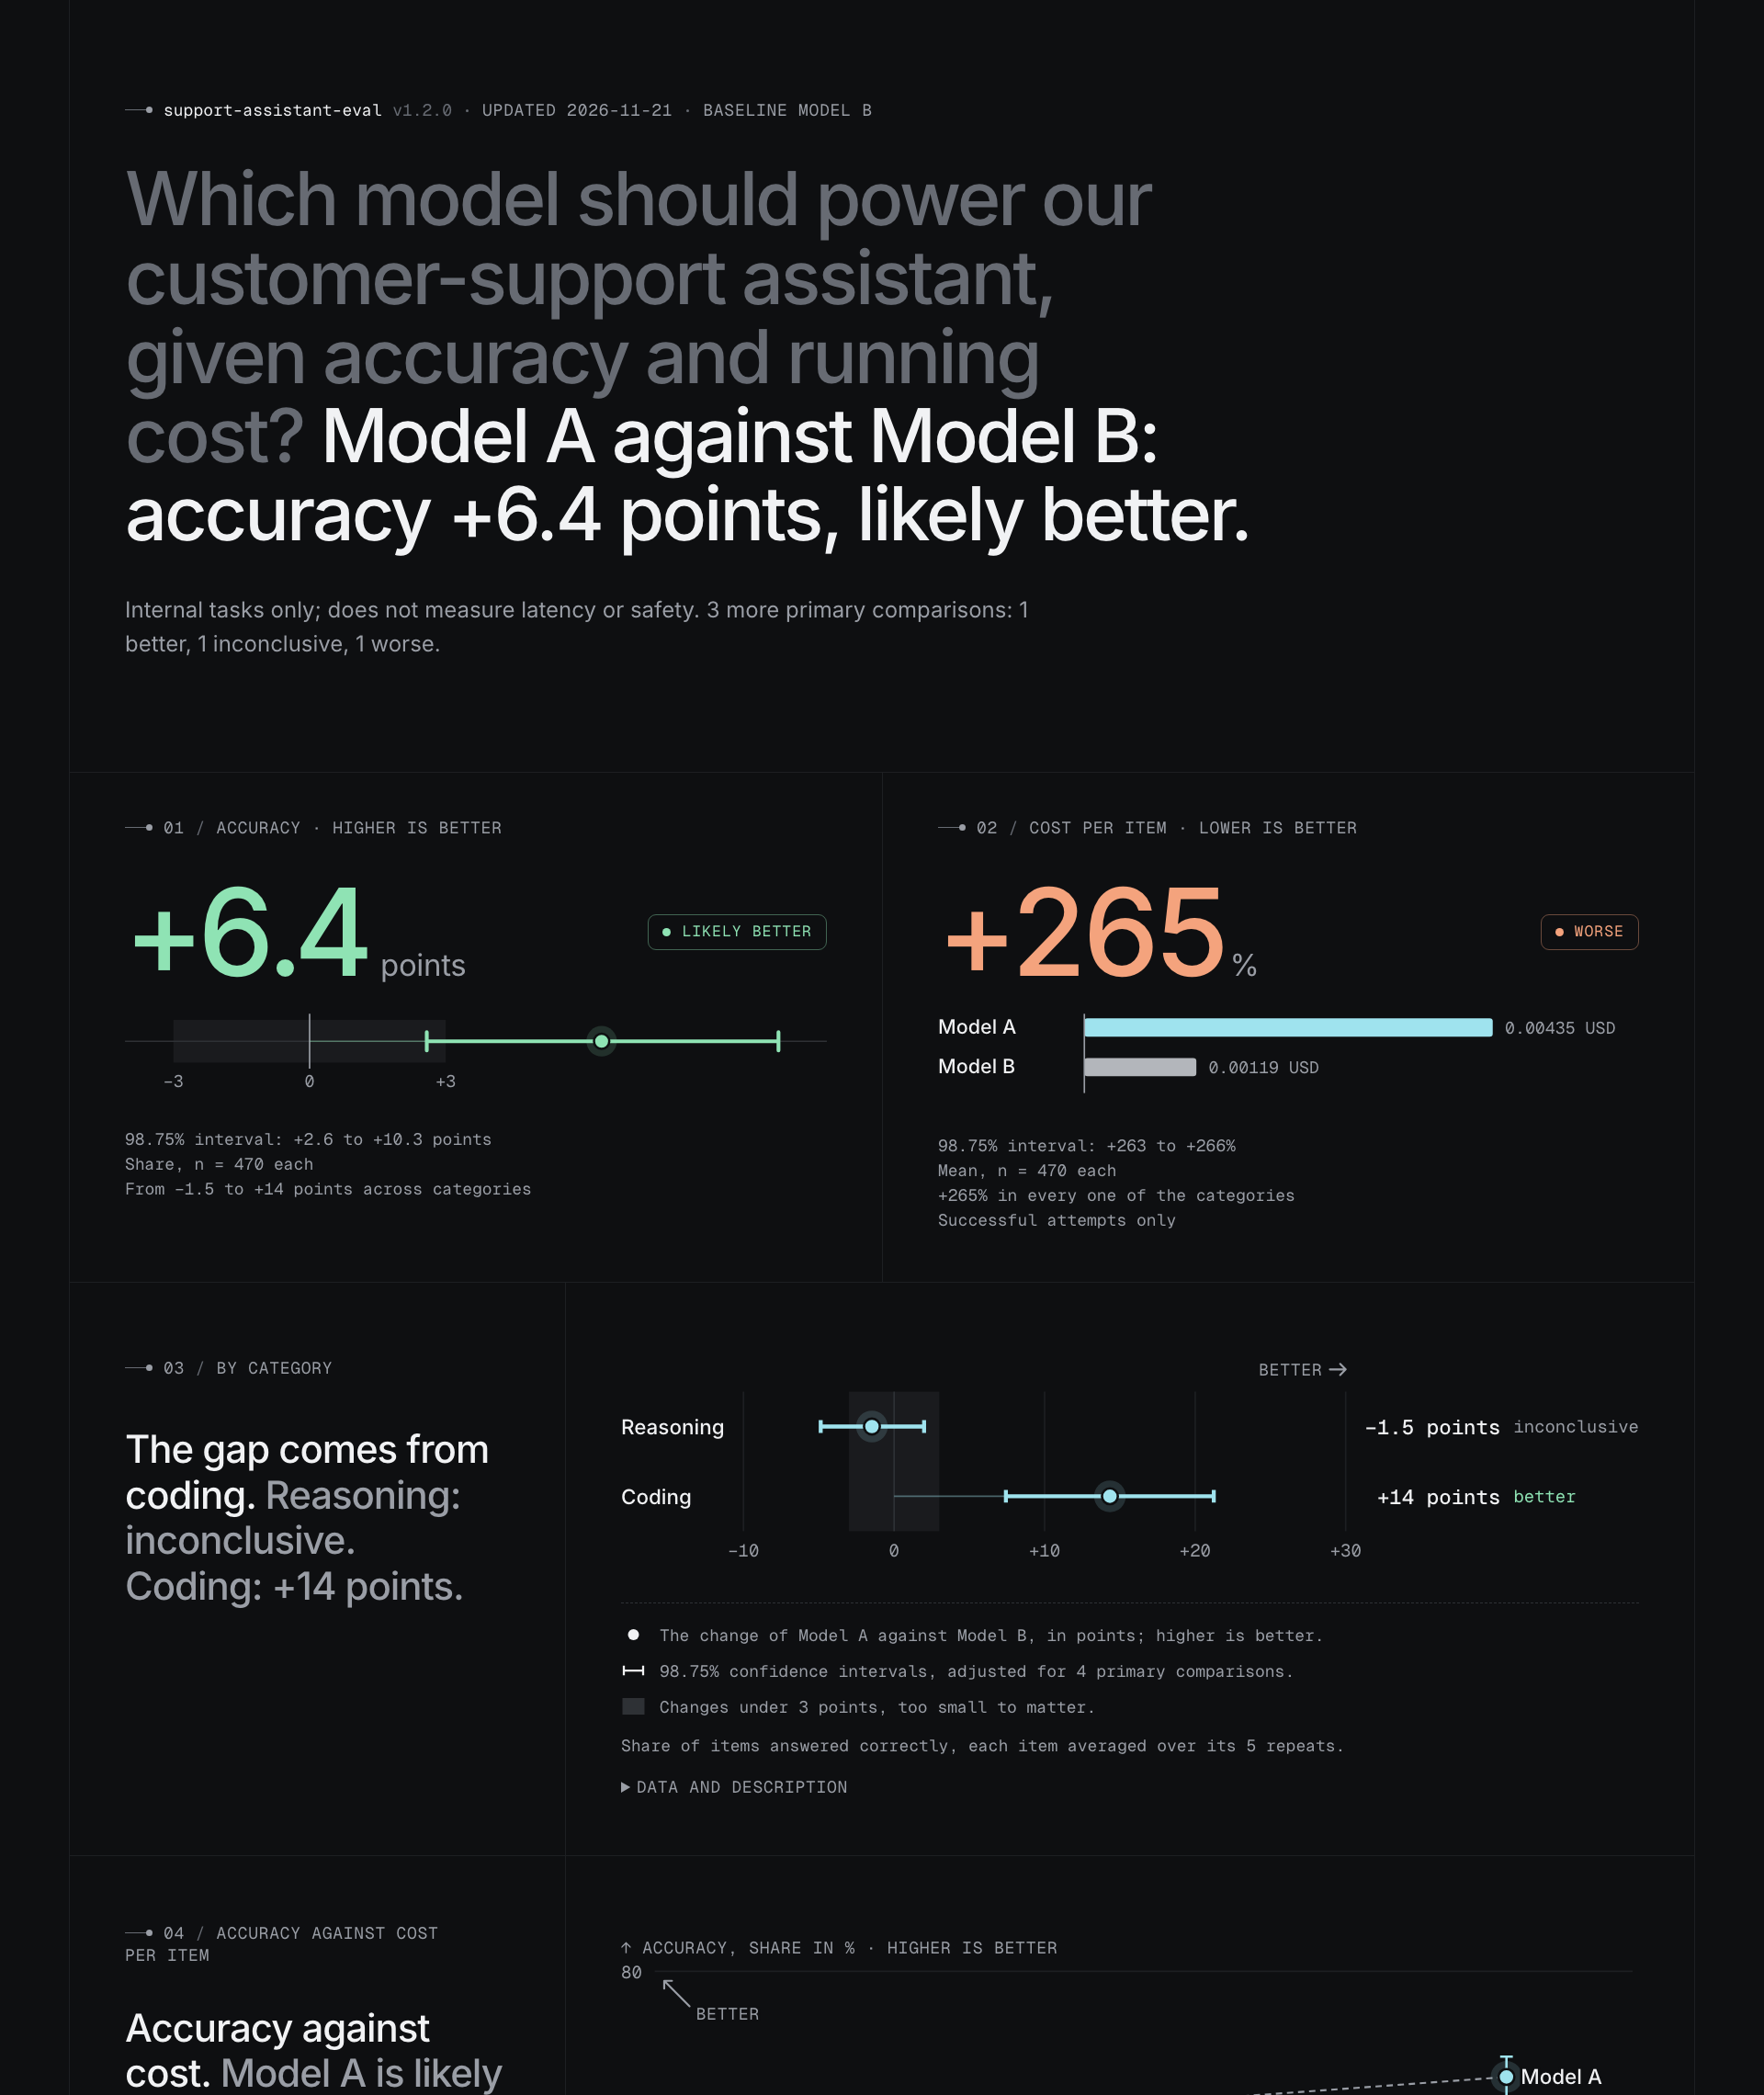 support-assistant-eval v1.2.0 · UPDATED 2026-11-21 · BASELINE MODEL B
Which model should power our
customer-support assistant,
given accuracy and running
cost? Model A against Model B:
accuracy +6.4 points, likely better.
Internal tasks only; does not measure latency or safety. 3 more primary comparisons: 1
better, 1 inconclusive, 1 worse.
01 / ACCURACY · HIGHER IS BETTER
+6.4 points
LIKELY BETTER
−3 0 +3
98.75% interval: +2.6 to +10.3 points
Share, n = 470 each
From −1.5 to +14 points across categories
02 / COST PER ITEM · LOWER IS BETTER
+265 %
WORSE
Model A 0.00435 USD
Model B 0.00119 USD
98.75% interval: +263 to +266%
Mean, n = 470 each
+265% in every one of the categories
Successful attempts only
03 / BY CATEGORY
The gap comes from
coding. Reasoning:
inconclusive.
Coding: +14 points.
BETTER →
Reasoning −1.5 points inconclusive
Coding +14 points better
−10 0 +10 +20 +30
The change of Model A against Model B, in points; higher is better.
98.75% confidence intervals, adjusted for 4 primary comparisons.
Changes under 3 points, too small to matter.
Share of items answered correctly, each item averaged over its 5 repeats.
▶ DATA AND DESCRIPTION
04 / ACCURACY AGAINST COST
PER ITEM
Accuracy against
cost. Model A is likely
↑ ACCURACY, SHARE IN % · HIGHER IS BETTER
80
BETTER
Model A